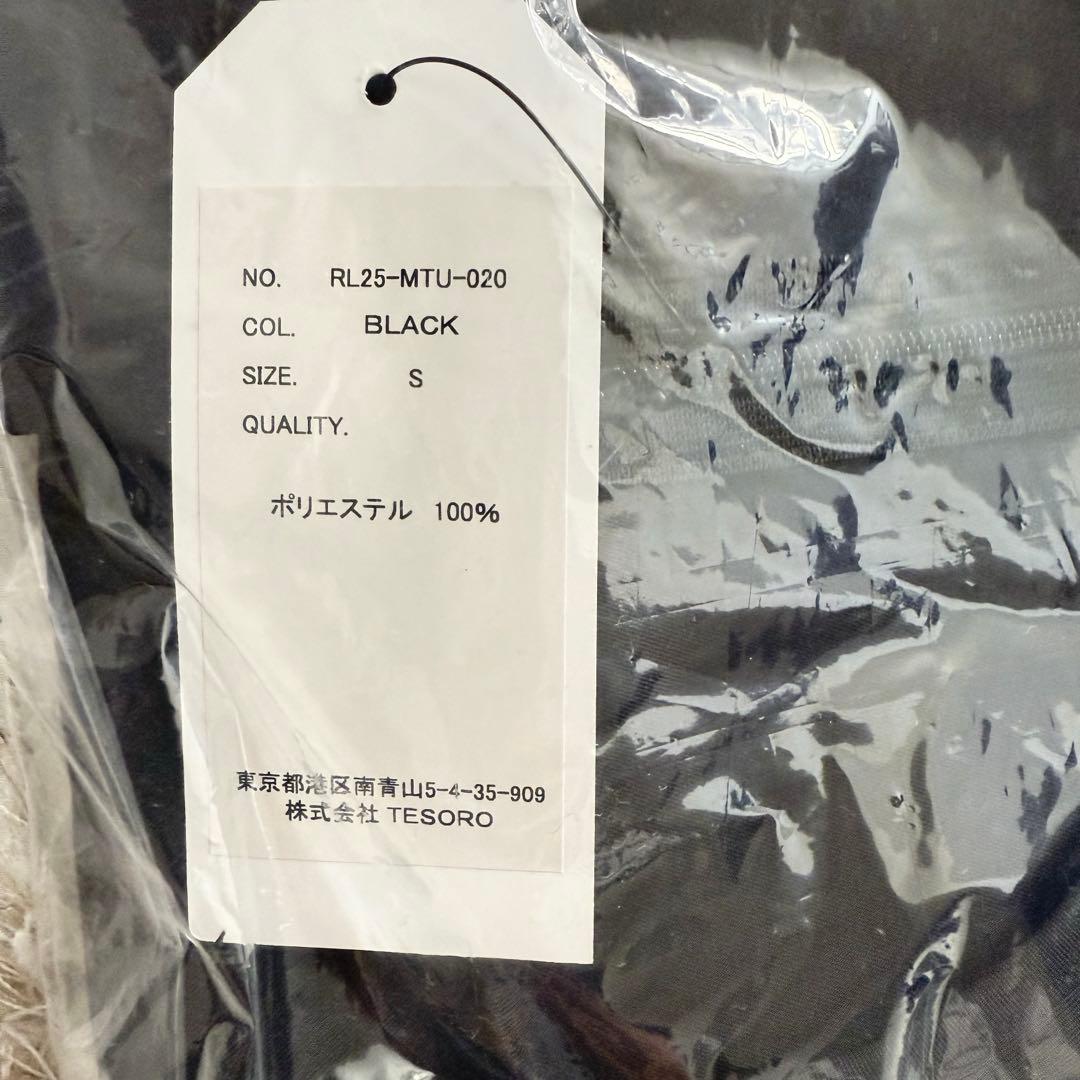 NO. RL25-MTU-020
COL. BLACK
SIZE. S
QUALITY.
ポリエステル 100%
東京都港区南青山5-4-35-909
株式会社 TESORO